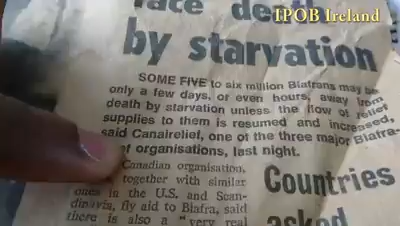 IPOB Ireland
face death
by starvation
SOME FIVE to six million Biafrans may be
only a few days, or even hours, away from
death by starvation unless the flow of relief
supplies to them is resumed and increased,
said Canairelief, one of the three major Biafra-
organisations, last night.
Canadian organisation,
together with similar
ones in the U.S. and Scan-
dinavia, fly aid to Biafra, said
there is also a "very real
Countries
asked